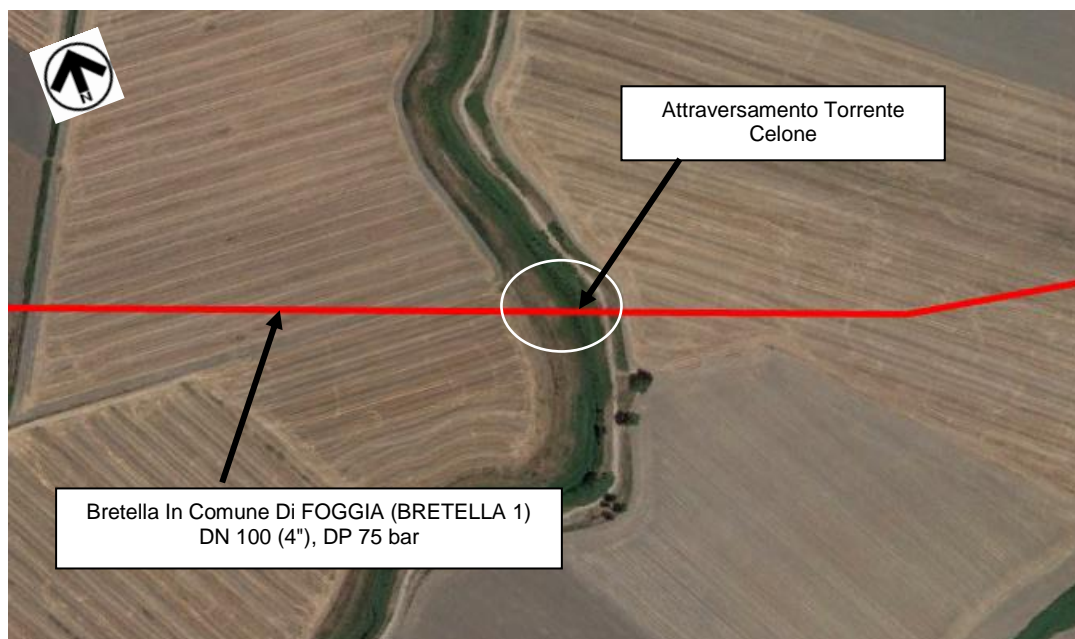 N
Attraversamento Torrente
Celone
Bretella In Comune Di FOGGIA (BRETELLA 1)
DN 100 (4"), DP 75 bar